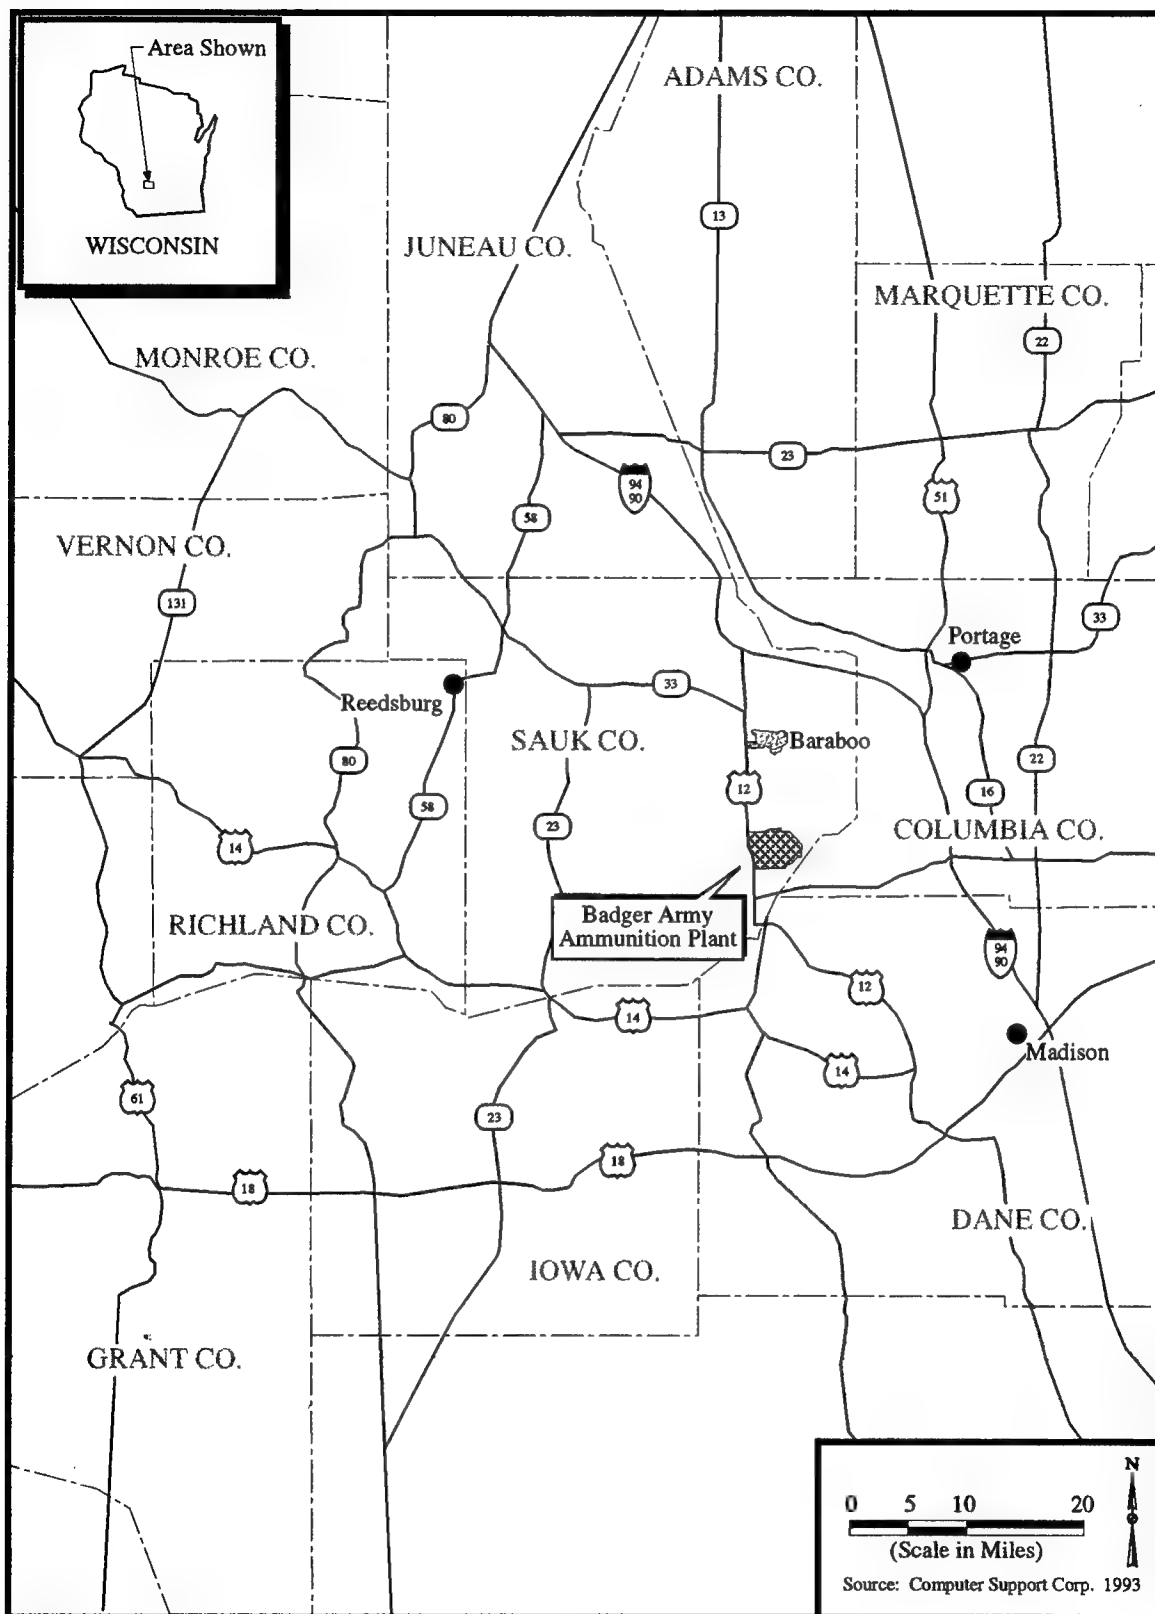 Area Shown
WISCONSIN
ADAMS CO.
13
JUNEAU CO.
MARQUETTE CO.
22
MONROE CO.
80
23
94
90
51
58
VERNON CO.
131
33
Portage
Reedsburg
33
SAUK CO.
Baraboo
80
22
12
16
58
23
COLUMBIA CO.
14
Badger Army
Ammunition Plant
RICHLAND CO.
94
90
12
14
Madison
14
61
23
18
18
DANE CO.
IOWA CO.
GRANT CO.
N
0 5 10 20
(Scale in Miles)
Source: Computer Support Corp. 1993